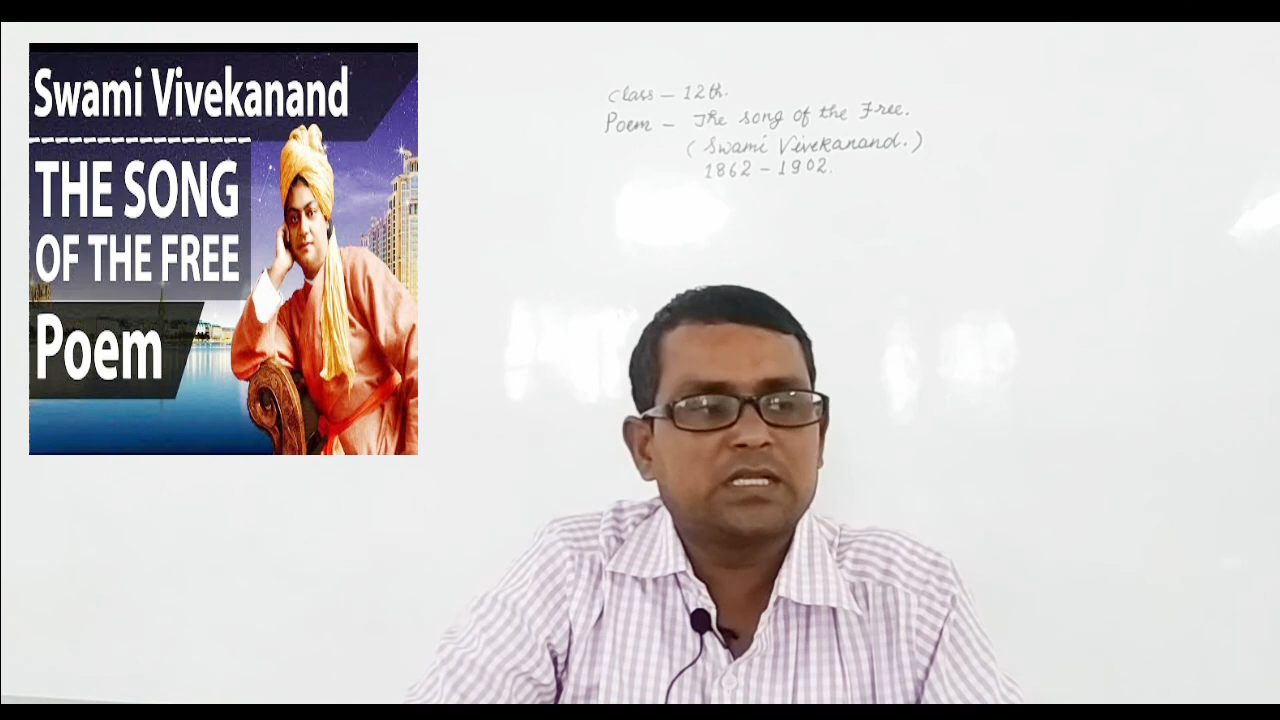 Swami Vivekanand
THE SONG
OF THE FREE
Poem
Class – 12th.
Poem – The song of the Free.
( Swami Vivekanand. )
1862 – 1902.